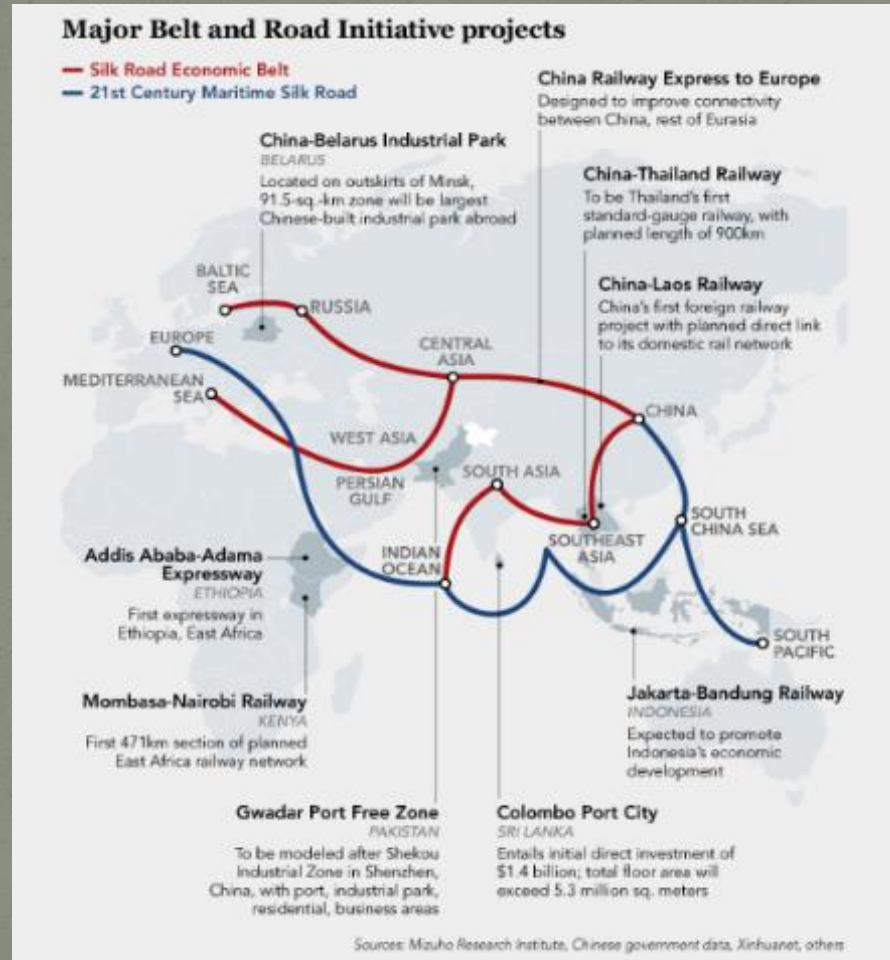 Major Belt and Road Initiative projects
Silk Road Economic Belt
21st Century Maritime Silk Road
China Railway Express to Europe
Designed to improve connectivity
between China, rest of Eurasia
China-Belarus Industrial Park
BELARUS
Located on outskirts of Minsk,
91.5-sq.-km zone will be largest
Chinese-built industrial park abroad
China-Thailand Railway
To be Thailand's first
standard-gauge railway, with
planned length of 900km
China-Laos Railway
China's first foreign railway
project with planned direct link
to its domestic rail network
BALTIC
SEA
RUSSIA
EUROPE
CENTRAL
ASIA
MEDITERRANEAN
SEA
CHINA
WEST ASIA
PERSIAN
GULF
SOUTH ASIA
SOUTH
CHINA SEA
SOUTHEAST
ASIA
INDIAN
OCEAN
Addis Ababa-Adama
Expressway
ETHIOPIA
First expressway in
Ethiopia, East Africa
SOUTH
PACIFIC
Mombasa-Nairobi Railway
KENYA
First 471km section of planned
East Africa railway network
Jakarta-Bandung Railway
INDONESIA
Expected to promote
Indonesia's economic
development
Gwadar Port Free Zone
PAKISTAN
To be modeled after Shekou
Industrial Zone in Shenzhen,
China, with port, industrial park,
residential, business areas
Colombo Port City
SRI LANKA
Entails initial direct investment of
$1.4 billion; total floor area will
exceed 5.3 million sq. meters
Sources: Mizuho Research Institute, Chinese government data, Xinhuanet, others